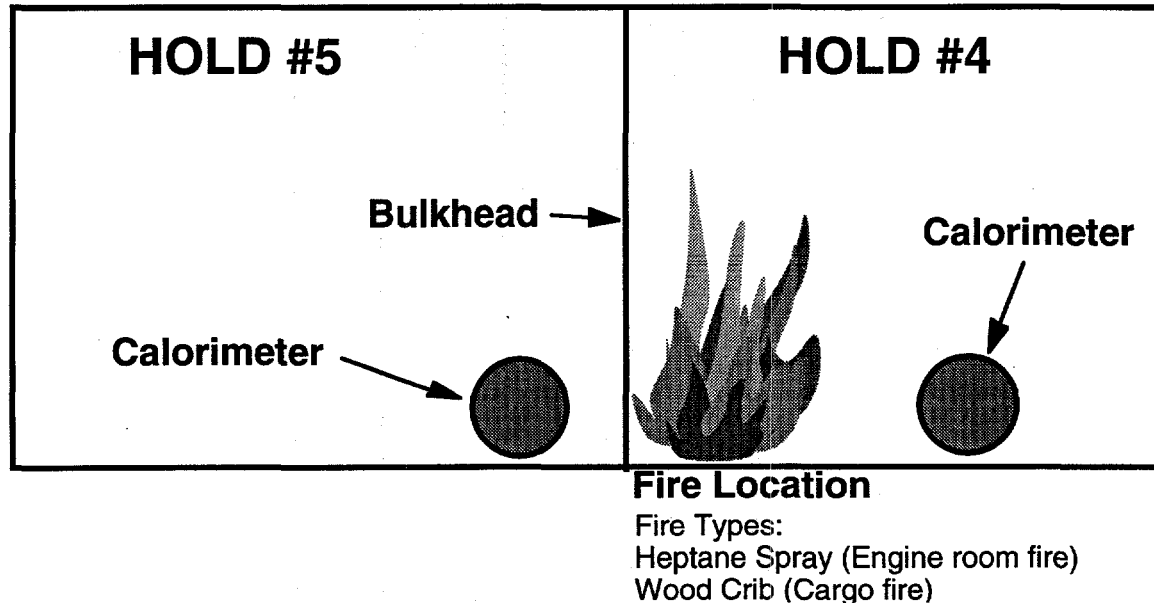 HOLD #5
HOLD #4
Bulkhead
Calorimeter
Calorimeter
Fire Location
Fire Types:
Heptane Spray (Engine room fire)
Wood Crib (Cargo fire)